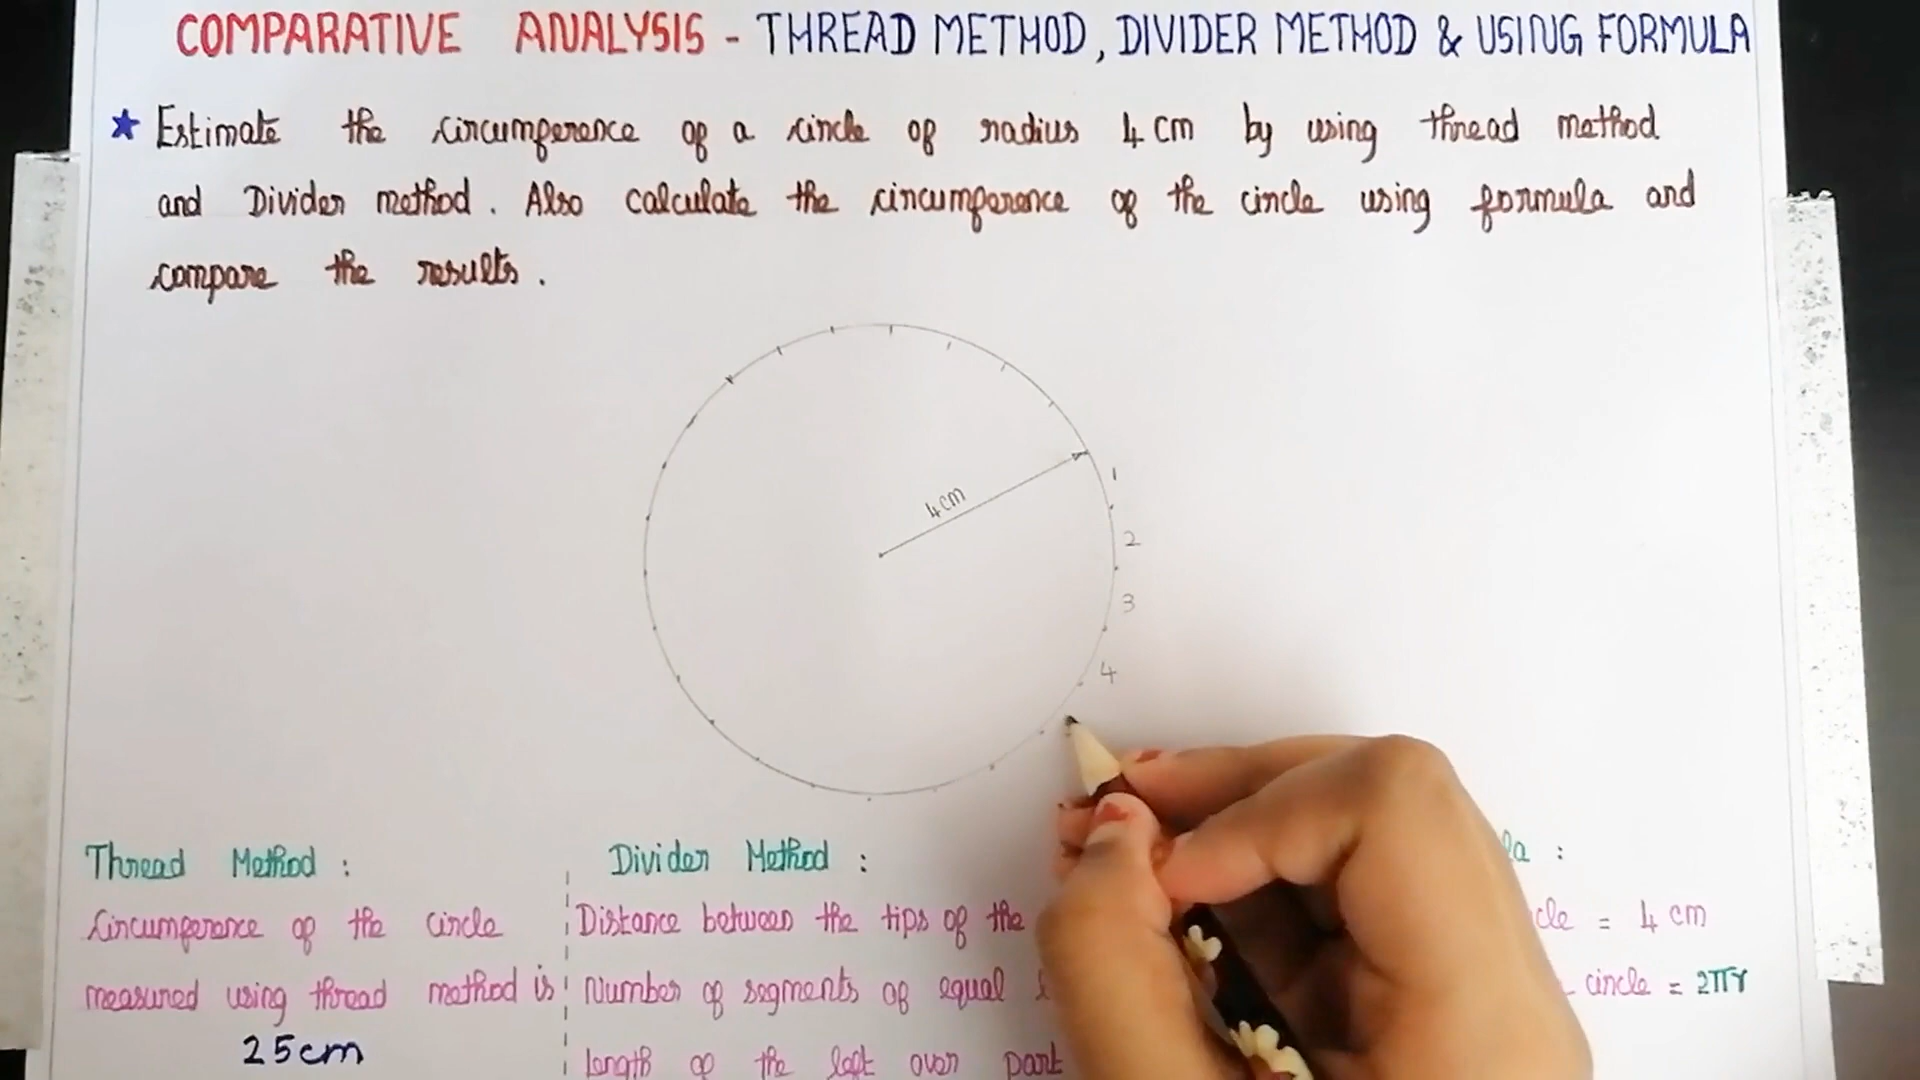 COMPARATIVE ANALYSIS - THREAD METHOD, DIVIDER METHOD & USING FORMULA
★ Estimate the circumference of a circle of radius 4 cm by using thread method
and Divider method. Also calculate the circumference of the circle using formula and
compare the results.
4cm
1
2
3
4
Thread Method :
Circumference of the circle
measured using thread method is
25cm
Divider Method :
Distance between the tips of the
Number of segments of equal
length of the left over part
la :
cle = 4 cm
circle = 2πr